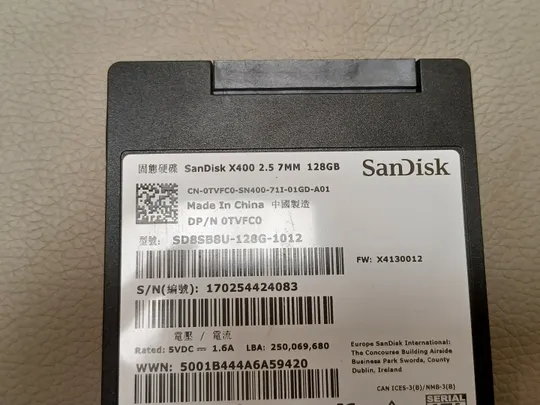 固態硬碟 SanDisk X400 2.5 7MM 128GB
SanDisk
CN-0TVFC0-SN400-71I-01GD-A01
Made In China 中國製造
DP/N 0TVFC0
型號: SD8SB8U-128G-1012
FW: X4130012
S/N(編號): 170254424083
電壓 / 電流
Rated: 5VDC ⎓ 1.6A LBA: 250,069,680
WWN: 5001B444A6A59420
Europe SanDisk International:
The Concourse Building Airside
Business Park Swords, County
Dublin, Ireland
CAN ICES-3(B)/NMB-3(B)
SERIAL